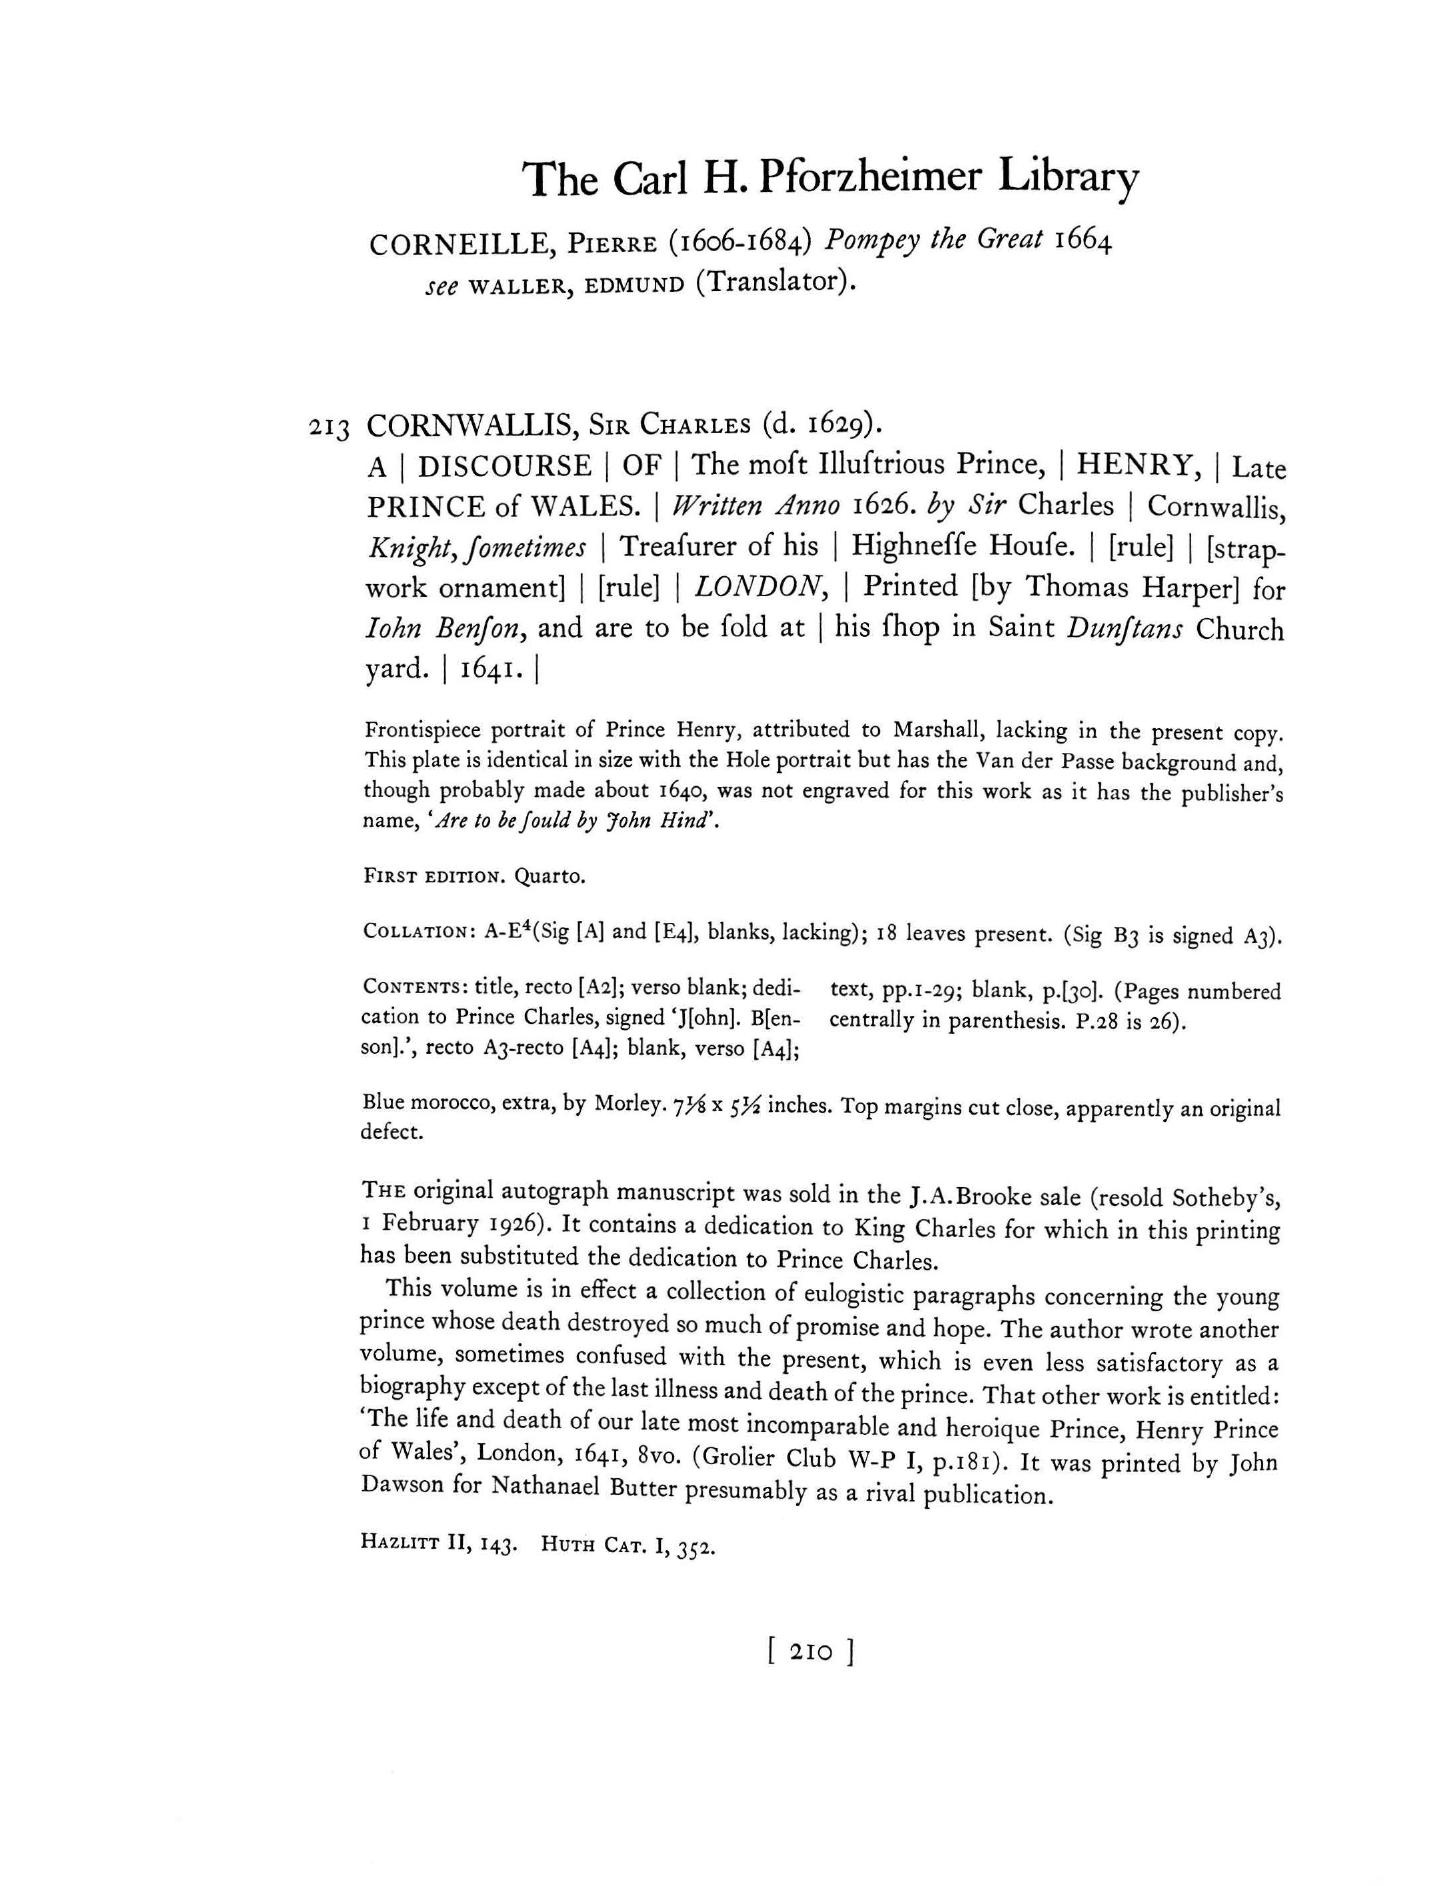 The Carl H. Pforzheimer Library
CORNEILLE, PIERRE (1606-1684) Pompey the Great 1664
see WALLER, EDMUND (Translator).
213 CORNWALLIS, SIR CHARLES (d. 1629).
A | DISCOURSE | OF | The moſt Illuſtrious Prince, | HENRY, | Late
PRINCE of WALES. | Written Anno 1626. by Sir Charles | Cornwallis,
Knight, ſometimes | Treaſurer of his | Highneſſe Houſe. | [rule] | [strap-
work ornament] | [rule] | LONDON, | Printed [by Thomas Harper] for
Iohn Benſon, and are to be ſold at | his ſhop in Saint Dunſtans Church
yard. | 1641. |
Frontispiece portrait of Prince Henry, attributed to Marshall, lacking in the present copy.
This plate is identical in size with the Hole portrait but has the Van der Passe background and,
though probably made about 1640, was not engraved for this work as it has the publisher's
name, ‘Are to be ſould by John Hind’.
FIRST EDITION. Quarto.
COLLATION: A-E⁴(Sig [A] and [E4], blanks, lacking); 18 leaves present. (Sig B3 is signed A3).
CONTENTS: title, recto [A2]; verso blank; dedi-
cation to Prince Charles, signed ‘J[ohn]. B[en-
son].’, recto A3-recto [A4]; blank, verso [A4];
text, pp.1-29; blank, p.[30]. (Pages numbered
centrally in parenthesis. P.28 is 26).
Blue morocco, extra, by Morley. 7⅛ x 5½ inches. Top margins cut close, apparently an original
defect.
THE original autograph manuscript was sold in the J.A.Brooke sale (resold Sotheby's,
1 February 1926). It contains a dedication to King Charles for which in this printing
has been substituted the dedication to Prince Charles.
This volume is in effect a collection of eulogistic paragraphs concerning the young
prince whose death destroyed so much of promise and hope. The author wrote another
volume, sometimes confused with the present, which is even less satisfactory as a
biography except of the last illness and death of the prince. That other work is entitled:
‘The life and death of our late most incomparable and heroique Prince, Henry Prince
of Wales’, London, 1641, 8vo. (Grolier Club W-P I, p.181). It was printed by John
Dawson for Nathanael Butter presumably as a rival publication.
HAZLITT II, 143. HUTH CAT. I, 352.
[ 210 ]